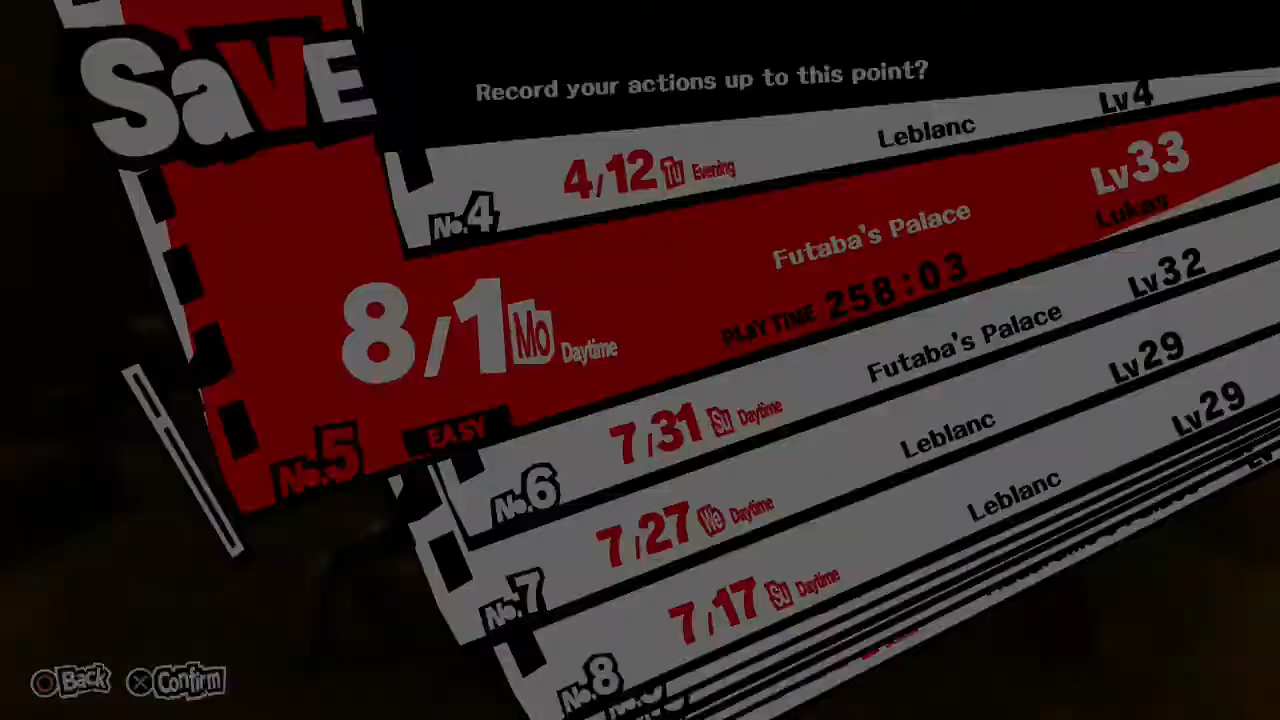 SaVE
Record your actions up to this point?
No.4 4/12 Tu Evening Leblanc Lv4
No.5 8/1 Mo Daytime Futaba's Palace Lv33
Lukas
PLAY TIME 258:03
EASY
No.6 7/31 Su Daytime Futaba's Palace Lv32
No.7 7/27 We Daytime Leblanc Lv29
No.8 7/17 Su Daytime Leblanc Lv29
Back Confirm